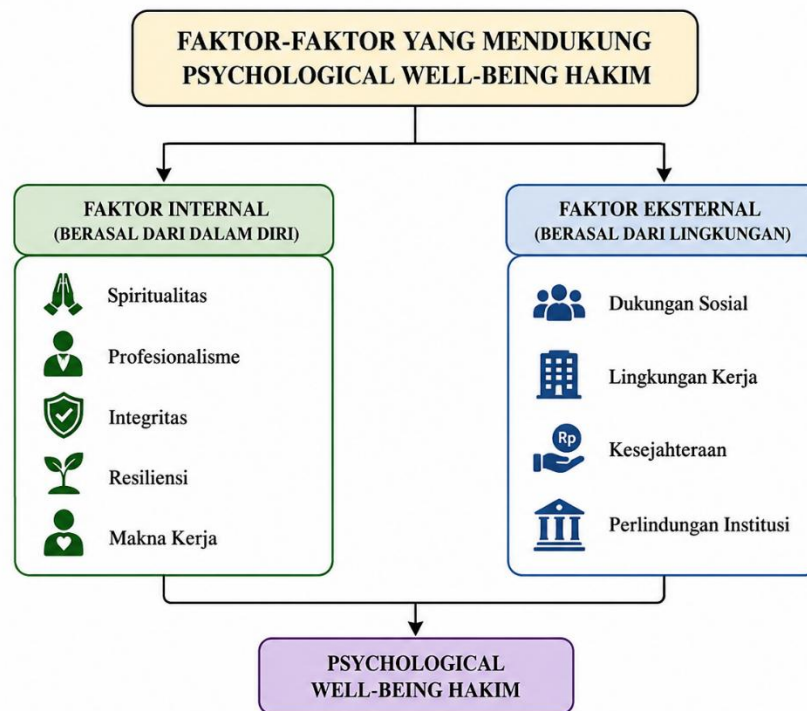 FAKTOR-FAKTOR YANG MENDUKUNG
PSYCHOLOGICAL WELL-BEING HAKIM
FAKTOR INTERNAL
(BERASAL DARI DALAM DIRI)
Spiritualitas
Profesionalisme
Integritas
Resiliensi
Makna Kerja
FAKTOR EKSTERNAL
(BERASAL DARI LINGKUNGAN)
Dukungan Sosial
Lingkungan Kerja
Rp
Kesejahteraan
Perlindungan Institusi
PSYCHOLOGICAL
WELL-BEING HAKIM